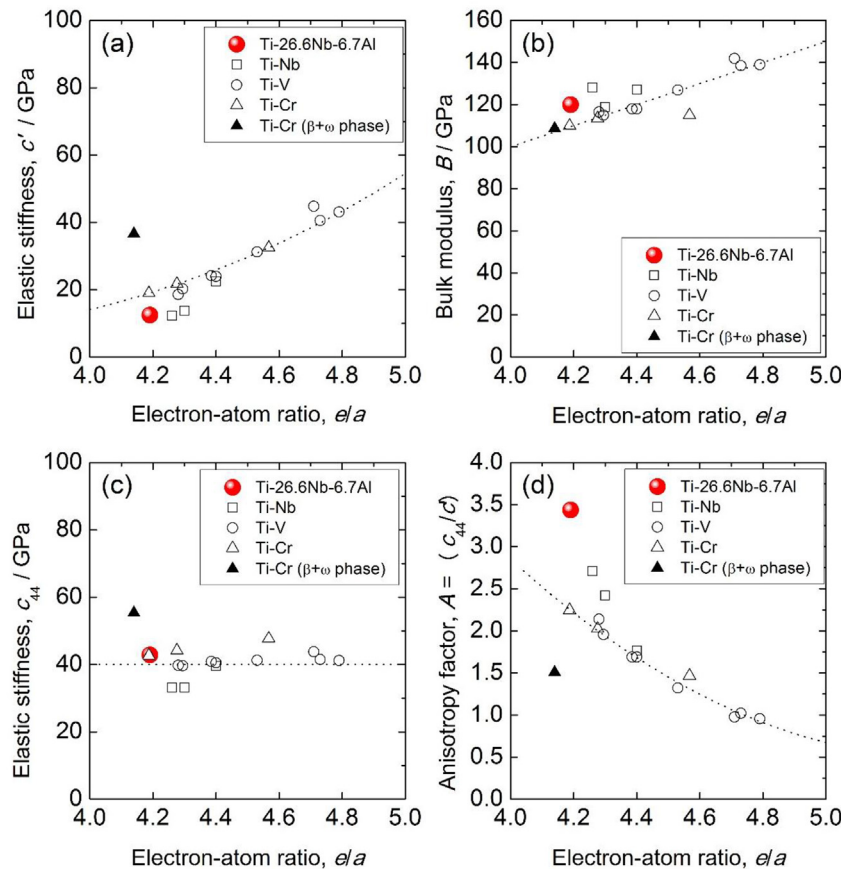 (a)
Ti-26.6Nb-6.7Al
Ti-Nb
Ti-V
Ti-Cr
Ti-Cr (β+ω phase)
Elastic stiffness, c′ / GPa
100
80
60
40
20
0
4.0 4.2 4.4 4.6 4.8 5.0
Electron-atom ratio, e/a
(b)
Ti-26.6Nb-6.7Al
Ti-Nb
Ti-V
Ti-Cr
Ti-Cr (β+ω phase)
Bulk modulus, B / GPa
160
140
120
100
80
60
40
20
0
4.0 4.2 4.4 4.6 4.8 5.0
Electron-atom ratio, e/a
(c)
Ti-26.6Nb-6.7Al
Ti-Nb
Ti-V
Ti-Cr
Ti-Cr (β+ω phase)
Elastic stiffness, c44 / GPa
100
80
60
40
20
0
4.0 4.2 4.4 4.6 4.8 5.0
Electron-atom ratio, e/a
(d)
Ti-26.6Nb-6.7Al
Ti-Nb
Ti-V
Ti-Cr
Ti-Cr (β+ω phase)
Anisotropy factor, A = (c44/c′)
4.0
3.5
3.0
2.5
2.0
1.5
1.0
0.5
0.0
4.0 4.2 4.4 4.6 4.8 5.0
Electron-atom ratio, e/a